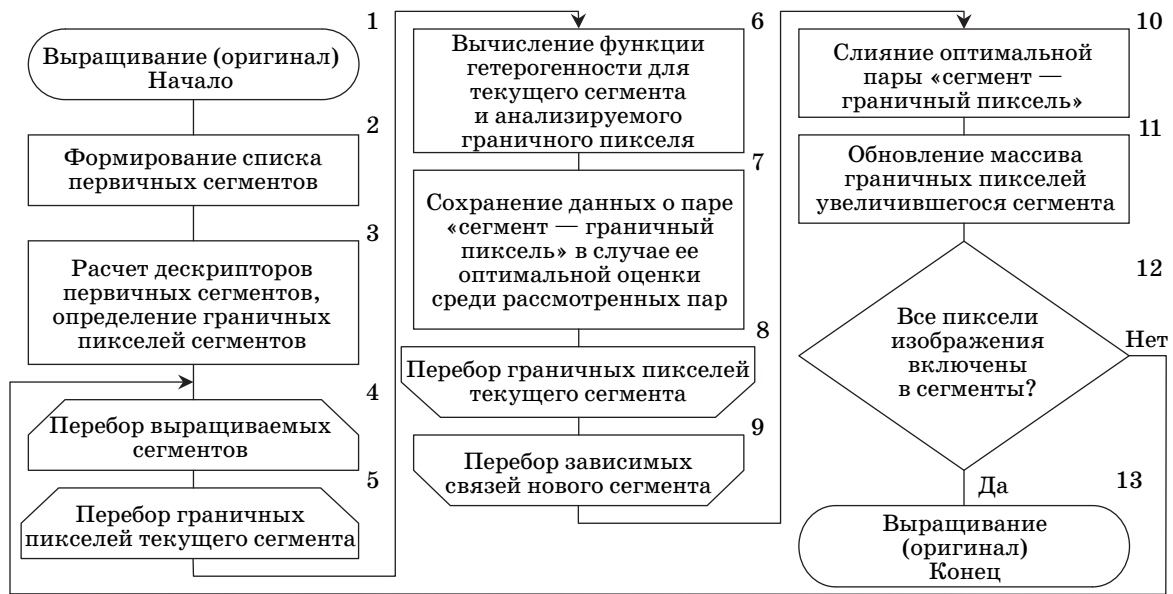 1
Выращивание (оригинал)
Начало
2
Формирование списка
первичных сегментов
3
Расчет дескрипторов
первичных сегментов,
определение граничных
пикселей сегментов
4
Перебор выращиваемых
сегментов
5
Перебор граничных
пикселей текущего сегмента
6
Вычисление функции
гетерогенности для
текущего сегмента
и анализируемого
граничного пикселя
7
Сохранение данных о паре
«сегмент — граничный
пиксель» в случае ее
оптимальной оценки
среди рассмотренных пар
8
Перебор граничных пикселей
текущего сегмента
9
Перебор зависимых
связей нового сегмента
10
Слияние оптимальной
пары «сегмент —
граничный пиксель»
11
Обновление массива
граничных пикселей
увеличившегося сегмента
12
Все пиксели
изображения
включены
в сегменты?
Нет
Да
13
Выращивание
(оригинал)
Конец